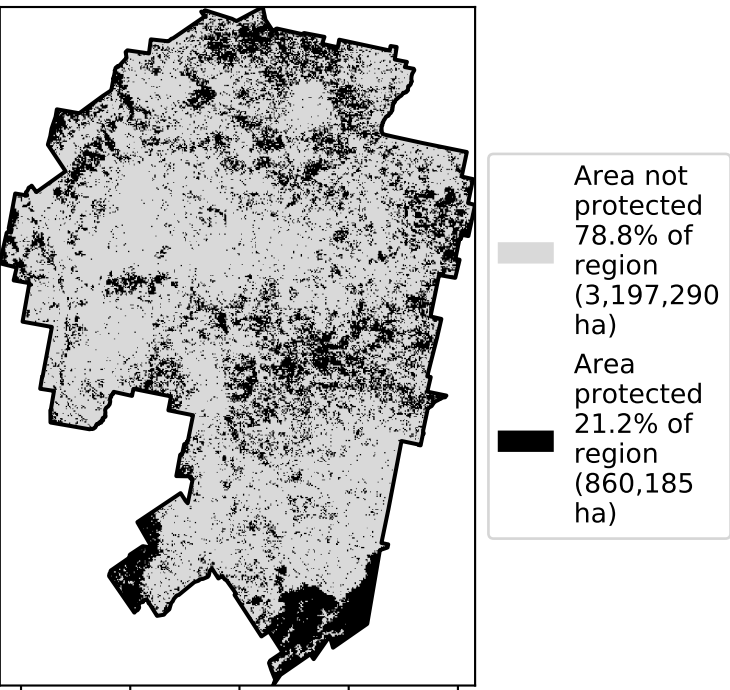 Area not
protected
78.8% of
region
(3,197,290
ha)
Area
protected
21.2% of
region
(860,185
ha)